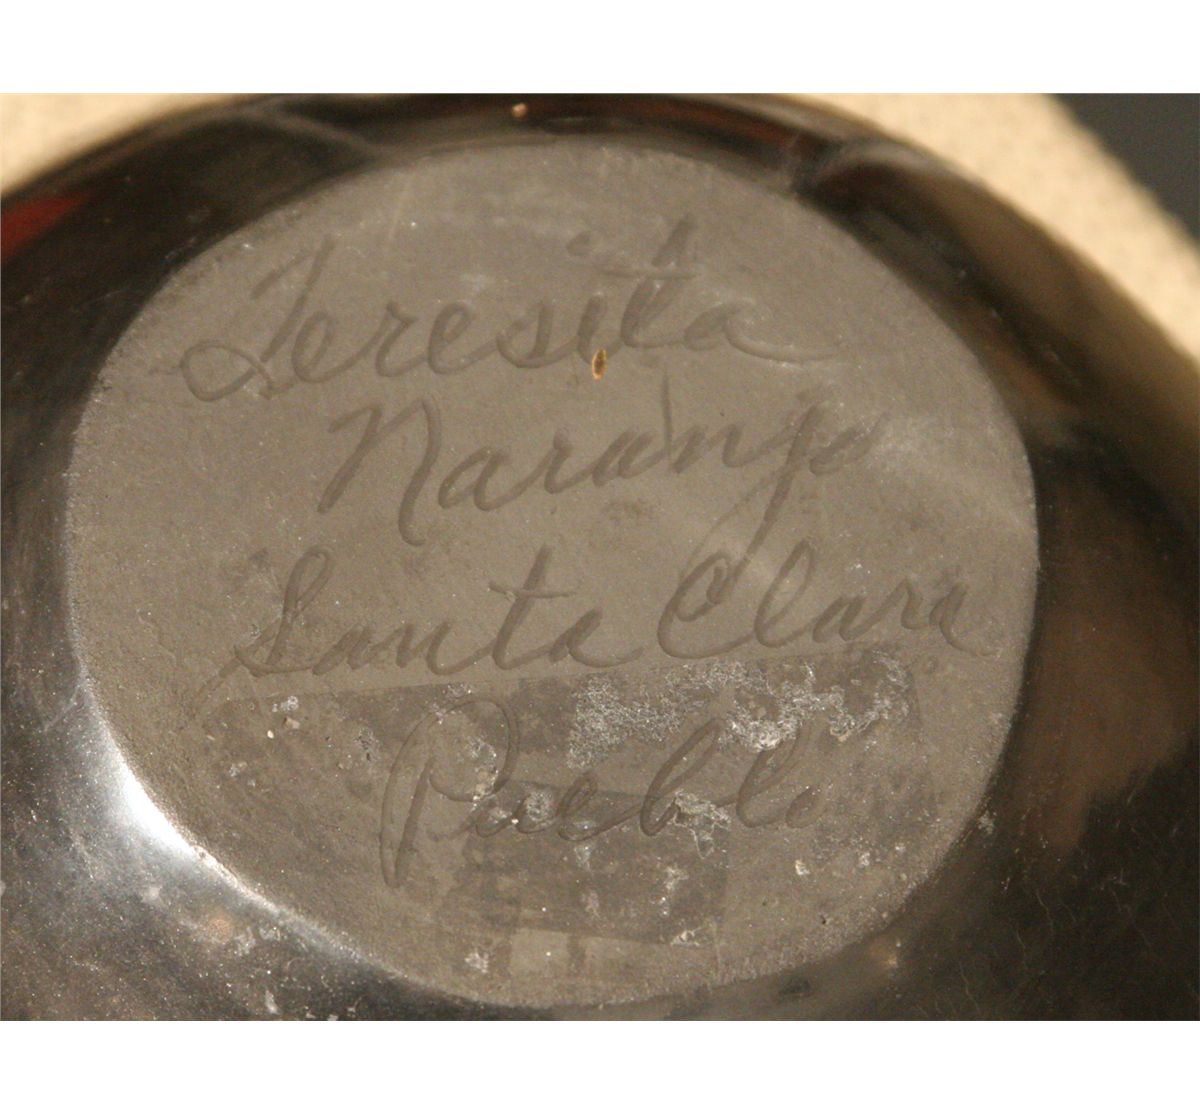 Teresita
Naranjo
Santa Clara
Pueblo